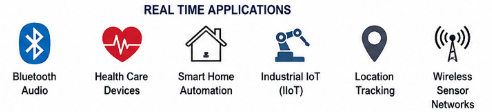 REAL TIME APPLICATIONS
Bluetooth
Audio
Health Care
Devices
Smart Home
Automation
Industrial IoT
(IIoT)
Location
Tracking
Wireless
Sensor
Networks